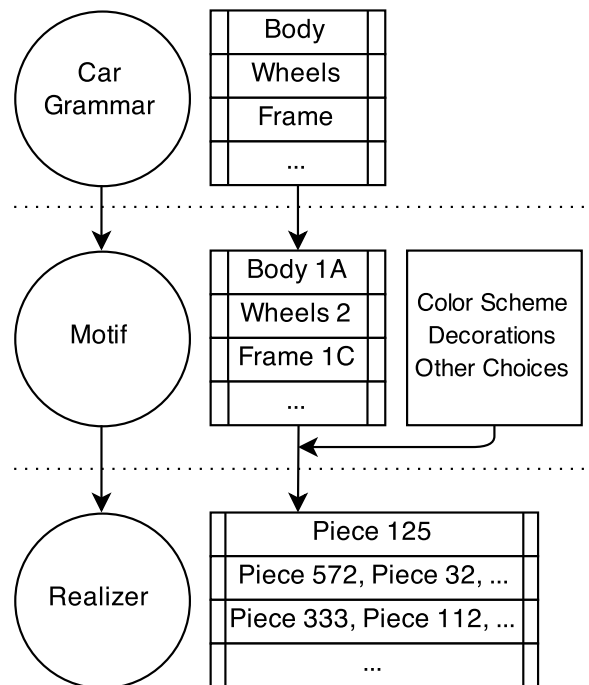 Car
Grammar
Body
Wheels
Frame
...
Motif
Body 1A
Wheels 2
Frame 1C
...
Color Scheme
Decorations
Other Choices
Realizer
Piece 125
Piece 572, Piece 32, ...
Piece 333, Piece 112, ...
...